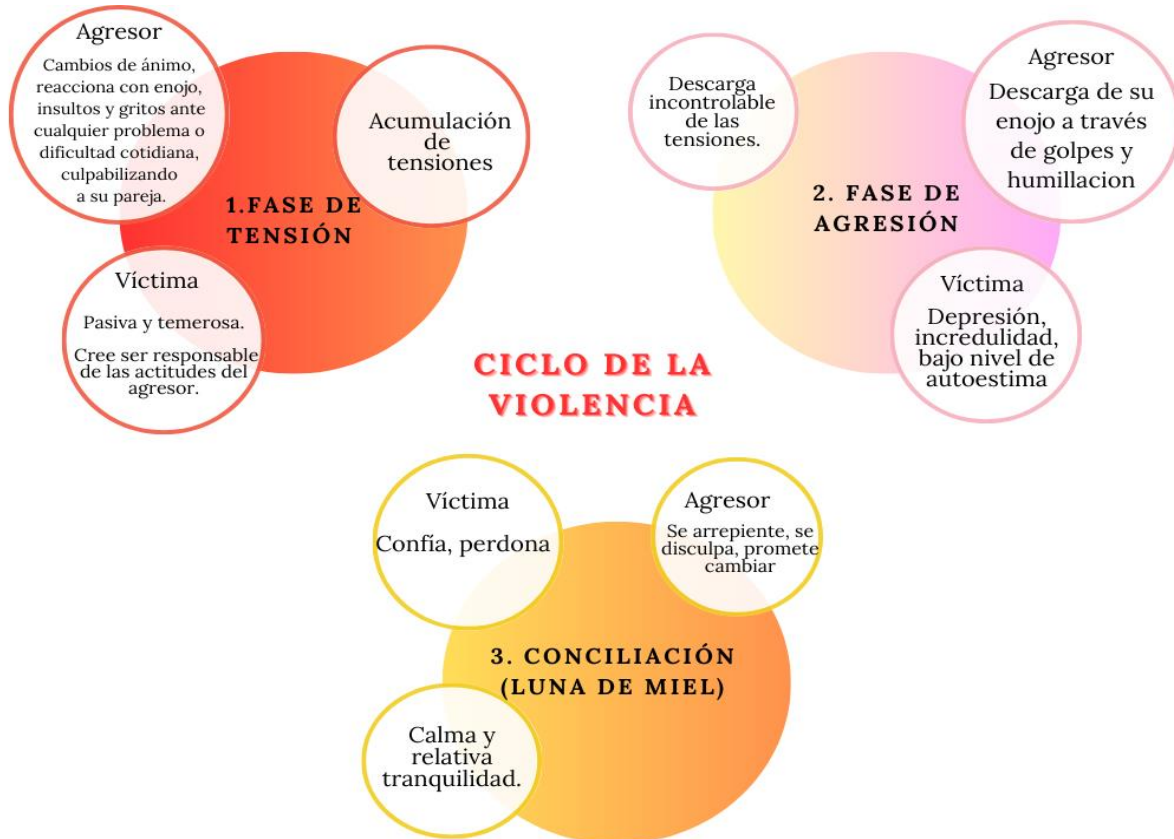 Agresor
Cambios de ánimo,
reacciona con enojo,
insultos y gritos ante
cualquier problema o
dificultad cotidiana,
culpabilizando
a su pareja.
Acumulación
de
tensiones
1.FASE DE
TENSIÓN
Víctima
Pasiva y temerosa.
Cree ser responsable
de las actitudes del
agresor.
Descarga
incontrolable
de las
tensiones.
Agresor
Descarga de su
enojo a través
de golpes y
humillacion
2. FASE DE
AGRESIÓN
Víctima
Depresión,
incredulidad,
bajo nivel de
autoestima
CICLO DE LA
VIOLENCIA
Víctima
Confía, perdona
Agresor
Se arrepiente, se
disculpa, promete
cambiar
3. CONCILIACIÓN
(LUNA DE MIEL)
Calma y
relativa
tranquilidad.